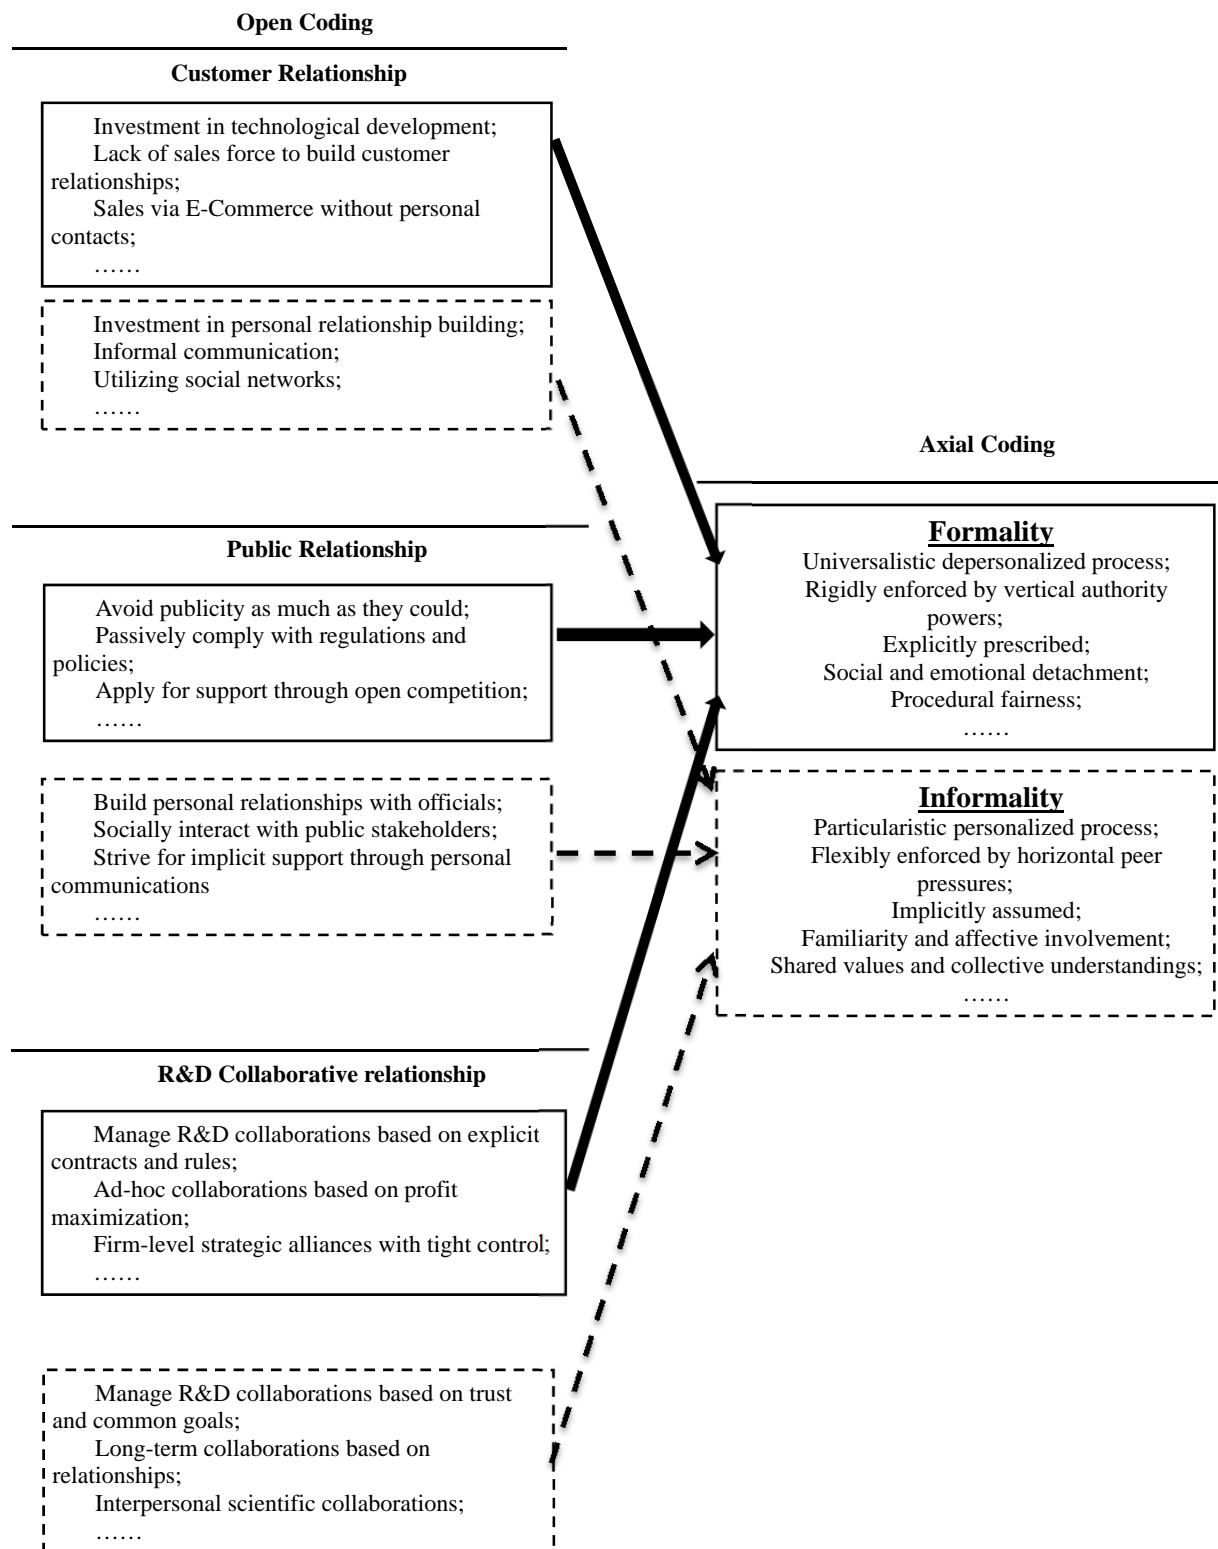 Open Coding
Customer Relationship
Investment in technological development;
Lack of sales force to build customer
relationships;
Sales via E-Commerce without personal
contacts;
……
Investment in personal relationship building;
Informal communication;
Utilizing social networks;
……
Public Relationship
Avoid publicity as much as they could;
Passively comply with regulations and
policies;
Apply for support through open competition;
……
Build personal relationships with officials;
Socially interact with public stakeholders;
Strive for implicit support through personal
communications
……
R&D Collaborative relationship
Manage R&D collaborations based on explicit
contracts and rules;
Ad-hoc collaborations based on profit
maximization;
Firm-level strategic alliances with tight control;
……
Manage R&D collaborations based on trust
and common goals;
Long-term collaborations based on
relationships;
Interpersonal scientific collaborations;
……
Axial Coding
Formality
Universalistic depersonalized process;
Rigidly enforced by vertical authority
powers;
Explicitly prescribed;
Social and emotional detachment;
Procedural fairness;
……
Informality
Particularistic personalized process;
Flexibly enforced by horizontal peer
pressures;
Implicitly assumed;
Familiarity and affective involvement;
Shared values and collective understandings;
……